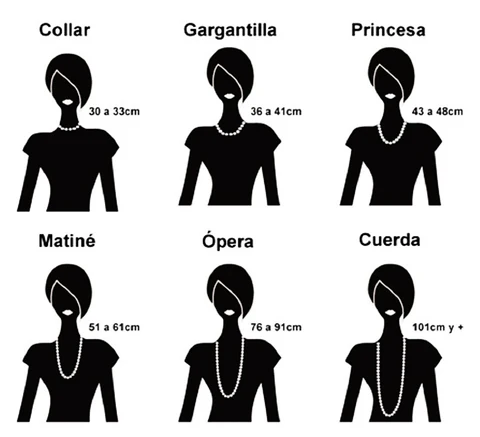 Collar
Gargantilla
Princesa
30 a 33cm
36 a 41cm
43 a 48cm
Matiné
Ópera
Cuerda
51 a 61cm
76 a 91cm
101cm y +